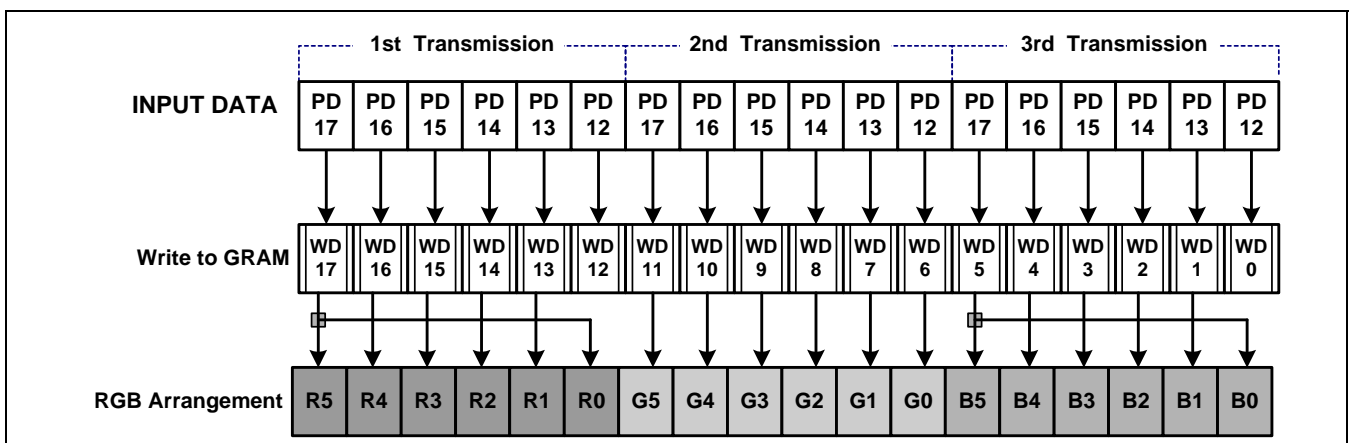 1st Transmission 2nd Transmission 3rd Transmission
INPUT DATA PD 17 PD 16 PD 15 PD 14 PD 13 PD 12 PD 17 PD 16 PD 15 PD 14 PD 13 PD 12 PD 17 PD 16 PD 15 PD 14 PD 13 PD 12
Write to GRAM WD 17 WD 16 WD 15 WD 14 WD 13 WD 12 WD 11 WD 10 WD 9 WD 8 WD 7 WD 6 WD 5 WD 4 WD 3 WD 2 WD 1 WD 0
RGB Arrangement R5 R4 R3 R2 R1 R0 G5 G4 G3 G2 G1 G0 B5 B4 B3 B2 B1 B0